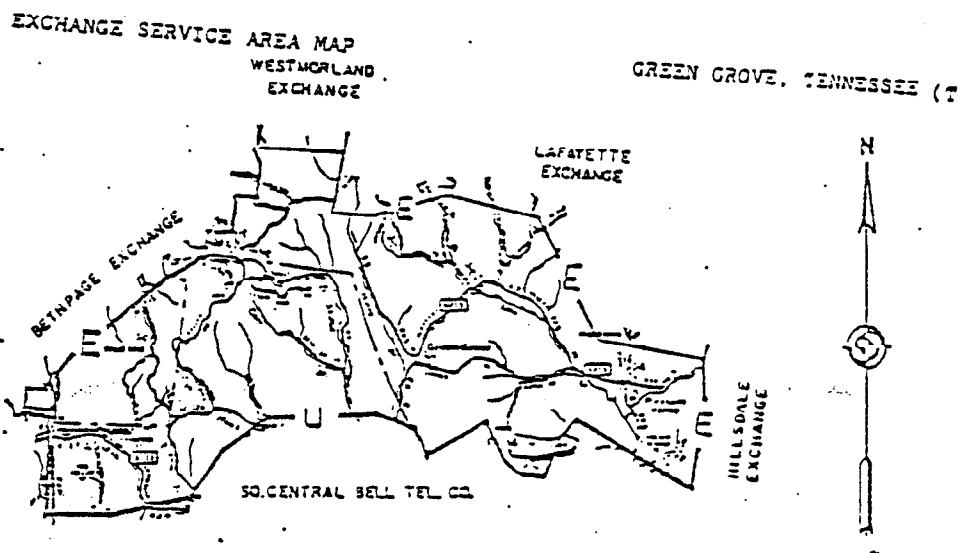 EXCHANGE SERVICE AREA MAP
GREEN GROVE, TENNESSEE (T
WESTMORLAND
EXCHANGE
LAFAYETTE
EXCHANGE
N
BETHPAGE EXCHANGE
E
E
E
E
U
HILLSDALE
EXCHANGE
SO. CENTRAL BELL TEL. CO.